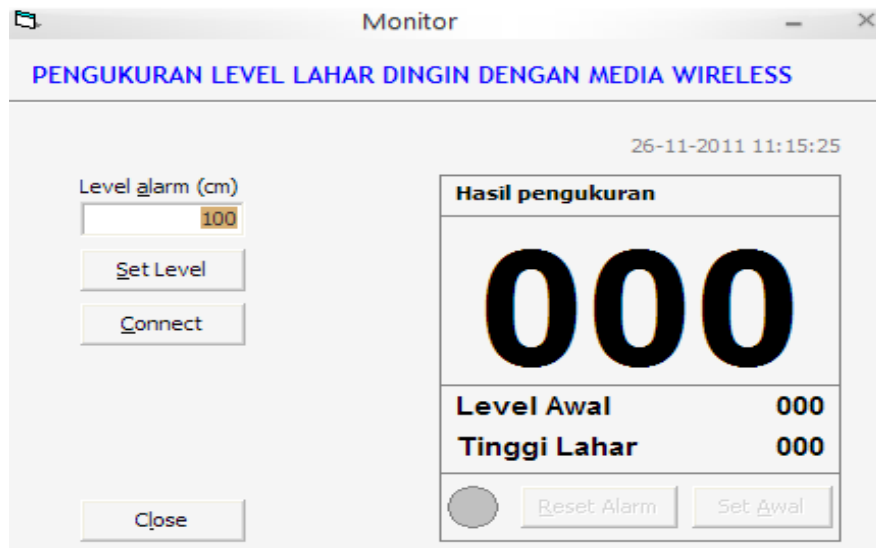 Monitor
PENGUKURAN LEVEL LAHAR DINGIN DENGAN MEDIA WIRELESS
26-11-2011 11:15:25
Level alarm (cm)
100
Set Level
Connect
Close
Hasil pengukuran
000
Level Awal 000
Tinggi Lahar 000
Reset Alarm Set Awal